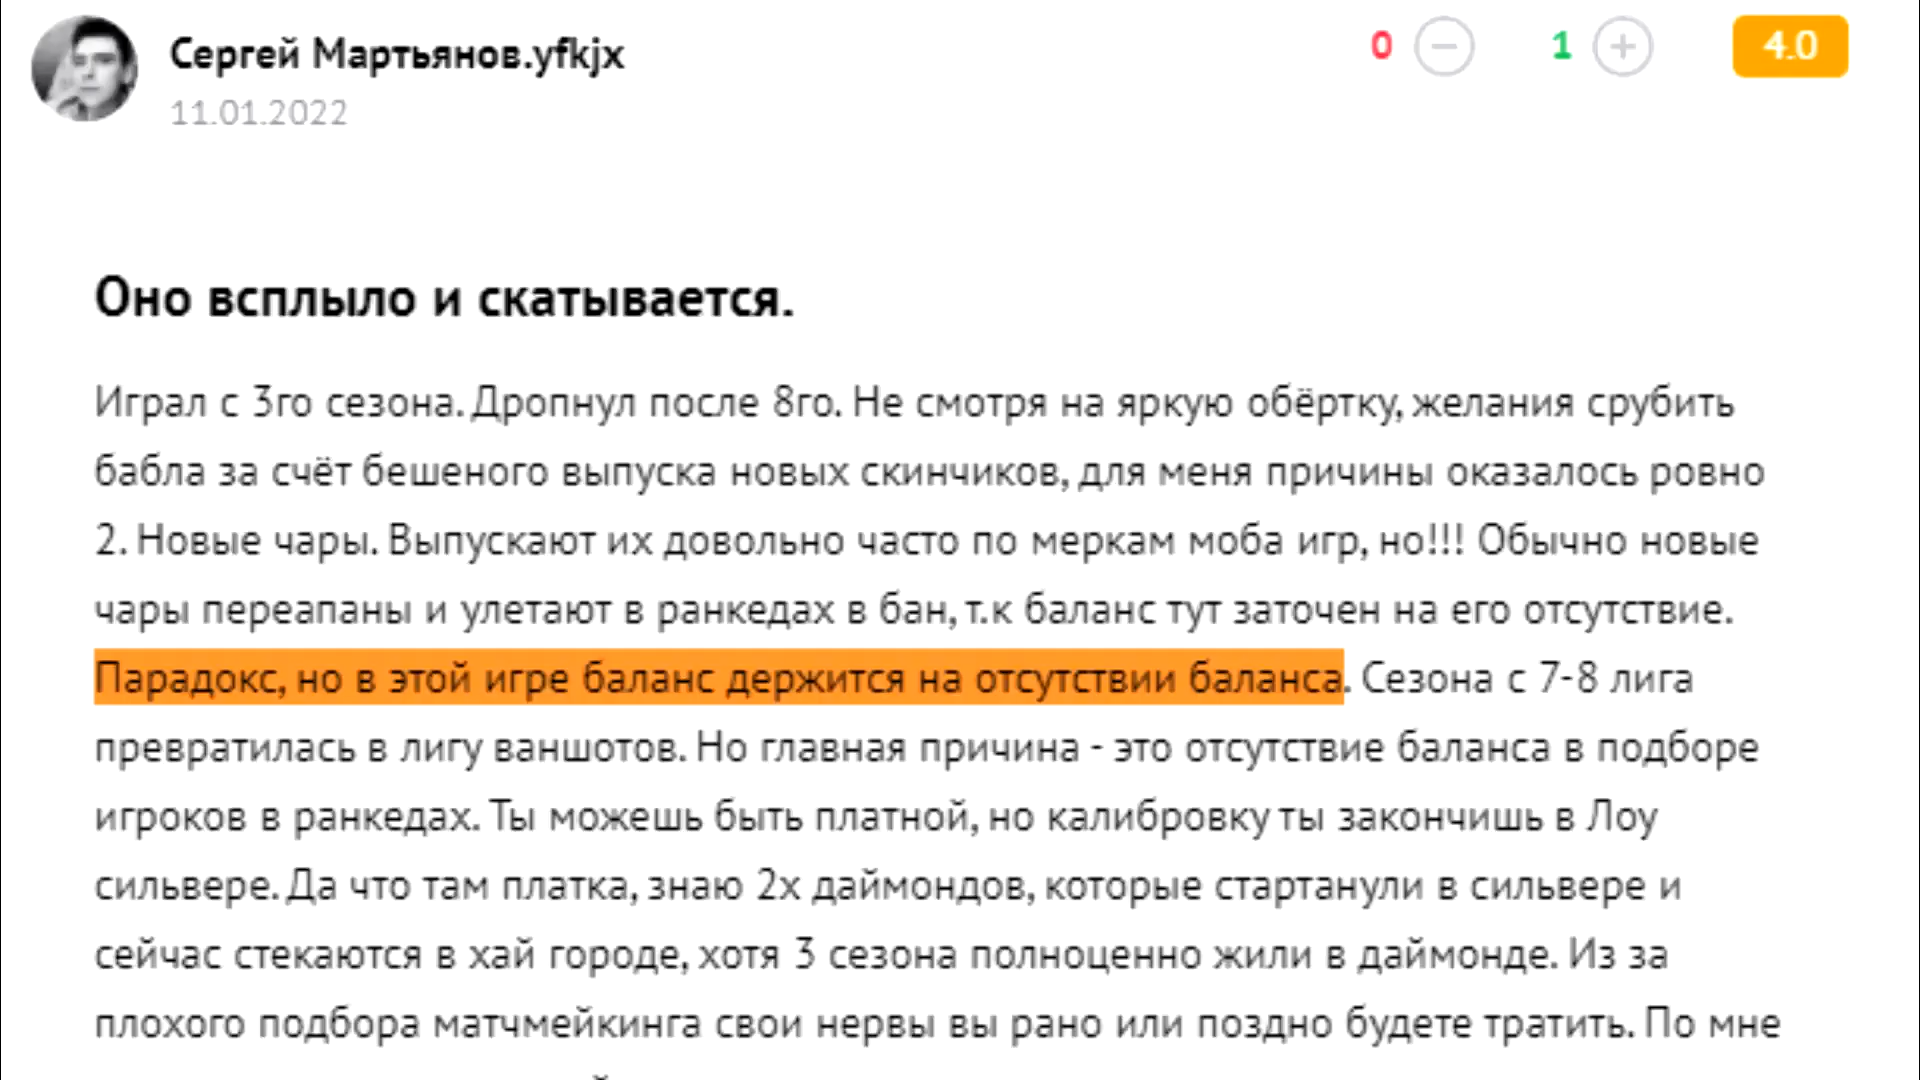 Сергей Мартьянов.yfkjx
0
1
4.0
11.01.2022
Оно всплыло и скатывается.
Играл с 3го сезона. Дропнул после 8го. Не смотря на яркую обёртку, желания срубить
бабла за счёт бешеного выпуска новых скинчиков, для меня причины оказалось ровно
2. Новые чары. Выпускают их довольно часто по меркам моба игр, но!!! Обычно новые
чары переапаны и улетают в ранкедах в бан, т.к баланс тут заточен на его отсутствие.
Парадокс, но в этой игре баланс держится на отсутствии баланса. Сезона с 7-8 лига
превратилась в лигу ваншотов. Но главная причина - это отсутствие баланса в подборе
игроков в ранкедах. Ты можешь быть платной, но калибровку ты закончишь в Лоу
сильвере. Да что там платка, знаю 2х даймондов, которые стартанули в сильвере и
сейчас стекаются в хай городе, хотя 3 сезона полноценно жили в даймонде. Из за
плохого подбора матчмейкинга свои нервы вы рано или поздно будете тратить. По мне